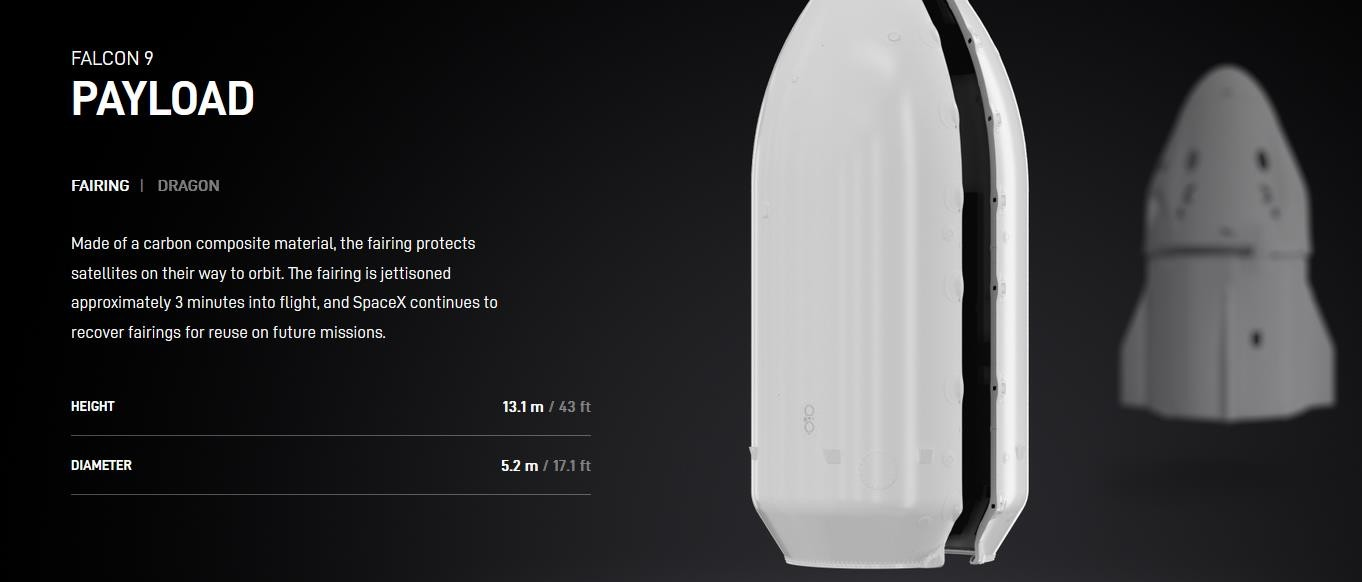 FALCON 9
PAYLOAD
FAIRING | DRAGON
Made of a carbon composite material, the fairing protects
satellites on their way to orbit. The fairing is jettisoned
approximately 3 minutes into flight, and SpaceX continues to
recover fairings for reuse on future missions.
HEIGHT 13.1 m / 43 ft
DIAMETER 5.2 m / 17.1 ft